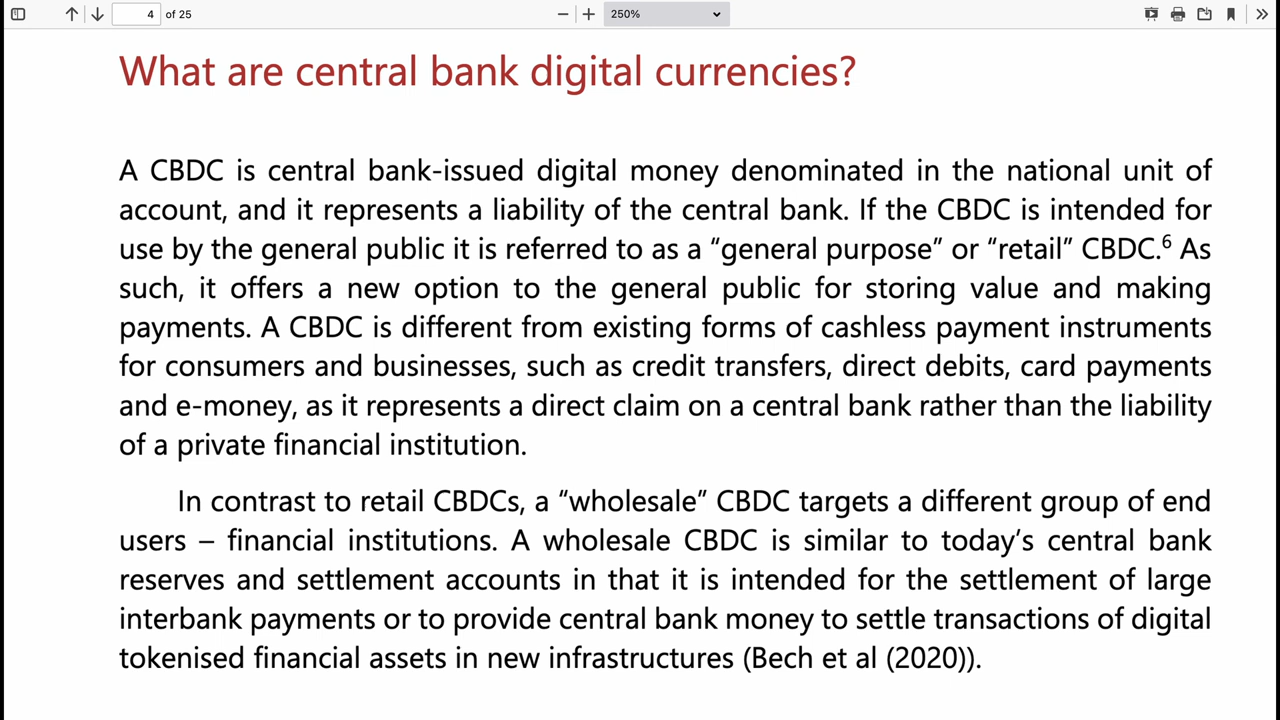 4 of 25
250%
What are central bank digital currencies?
A CBDC is central bank-issued digital money denominated in the national unit of
account, and it represents a liability of the central bank. If the CBDC is intended for
use by the general public it is referred to as a “general purpose” or “retail” CBDC.⁶ As
such, it offers a new option to the general public for storing value and making
payments. A CBDC is different from existing forms of cashless payment instruments
for consumers and businesses, such as credit transfers, direct debits, card payments
and e-money, as it represents a direct claim on a central bank rather than the liability
of a private financial institution.
In contrast to retail CBDCs, a “wholesale” CBDC targets a different group of end
users – financial institutions. A wholesale CBDC is similar to today’s central bank
reserves and settlement accounts in that it is intended for the settlement of large
interbank payments or to provide central bank money to settle transactions of digital
tokenised financial assets in new infrastructures (Bech et al (2020)).